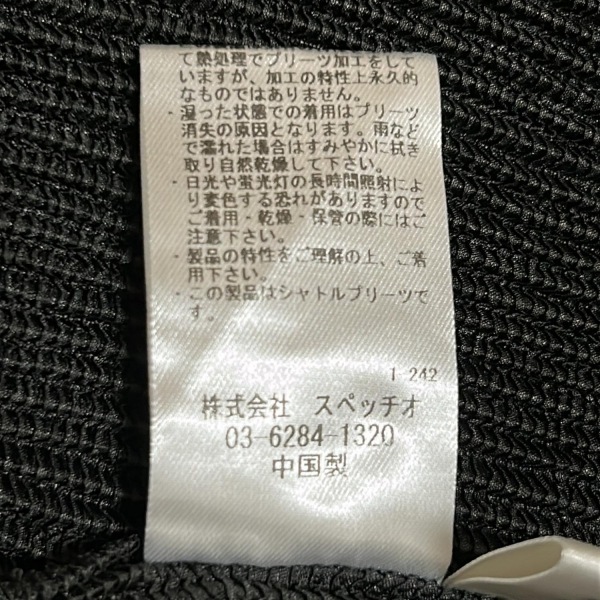 て熱処理でプリーツ加工をして
いますが、加工の特性上永久的
なものではありません。
・湿った状態での着用はプリーツ
消失の原因となります。雨など
で濡れた場合はすみやかに拭き
取り自然乾燥して下さい。
・日光や蛍光灯の長時間照射によ
り変色する恐れがありますので
ご着用・乾燥・保管の際にはご
注意下さい。
・製品の特性をご理解の上、ご着
用下さい。
・この製品はシャトルプリーツで
す。
1 242
株式会社 スペッチオ
03-6284-1320
中国製